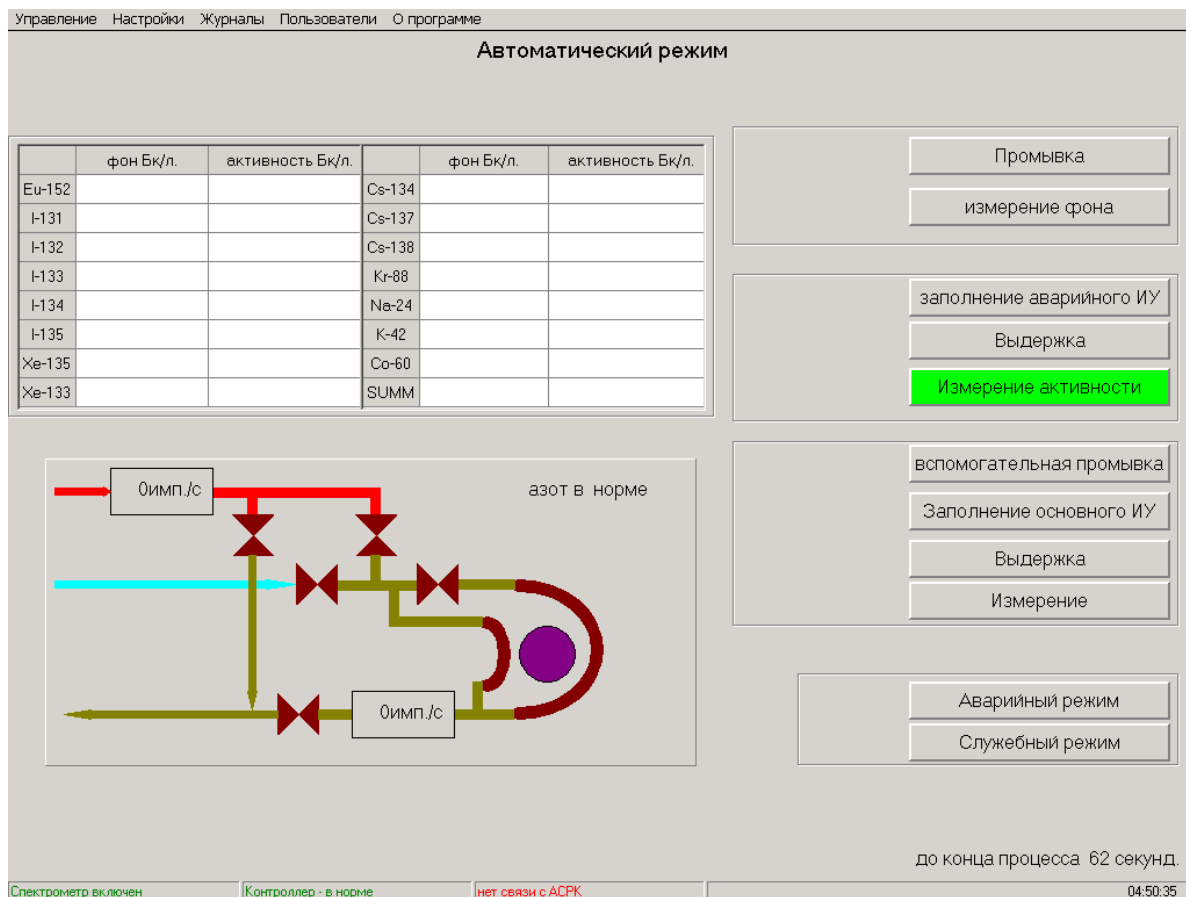 Управление Настройки Журналы Пользователи О программе
Автоматический режим
фон Бк/л. активность Бк/л. фон Бк/л. активность Бк/л.
Eu-152 Cs-134
I-131 Cs-137
I-132 Cs-138
I-133 Kr-88
I-134 Na-24
I-135 K-42
Xe-135 Co-60
Xe-133 SUMM
Промывка
измерение фона
заполнение аварийного ИУ
Выдержка
Измерение активности
вспомогательная промывка
Заполнение основного ИУ
Выдержка
Измерение
Аварийный режим
Служебный режим
0имп./с
азот в норме
0имп./с
до конца процесса 62 секунд.
Спектрометр включен Контроллер - в норме нет связи с АСРК 04:50:35